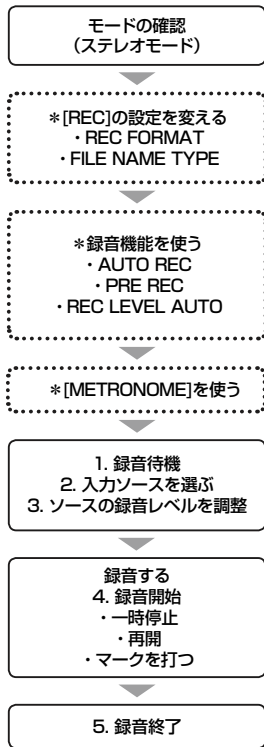 モードの確認
（ステレオモード）
＊[REC]の設定を変える
・REC FORMAT
・FILE NAME TYPE
＊録音機能を使う
・AUTO REC
・PRE REC
・REC LEVEL AUTO
＊[METRONOME]を使う
1. 録音待機
2. 入力ソースを選ぶ
3. ソースの録音レベルを調整
録音する
4. 録音開始
・一時停止
・再開
・マークを打つ
5. 録音終了